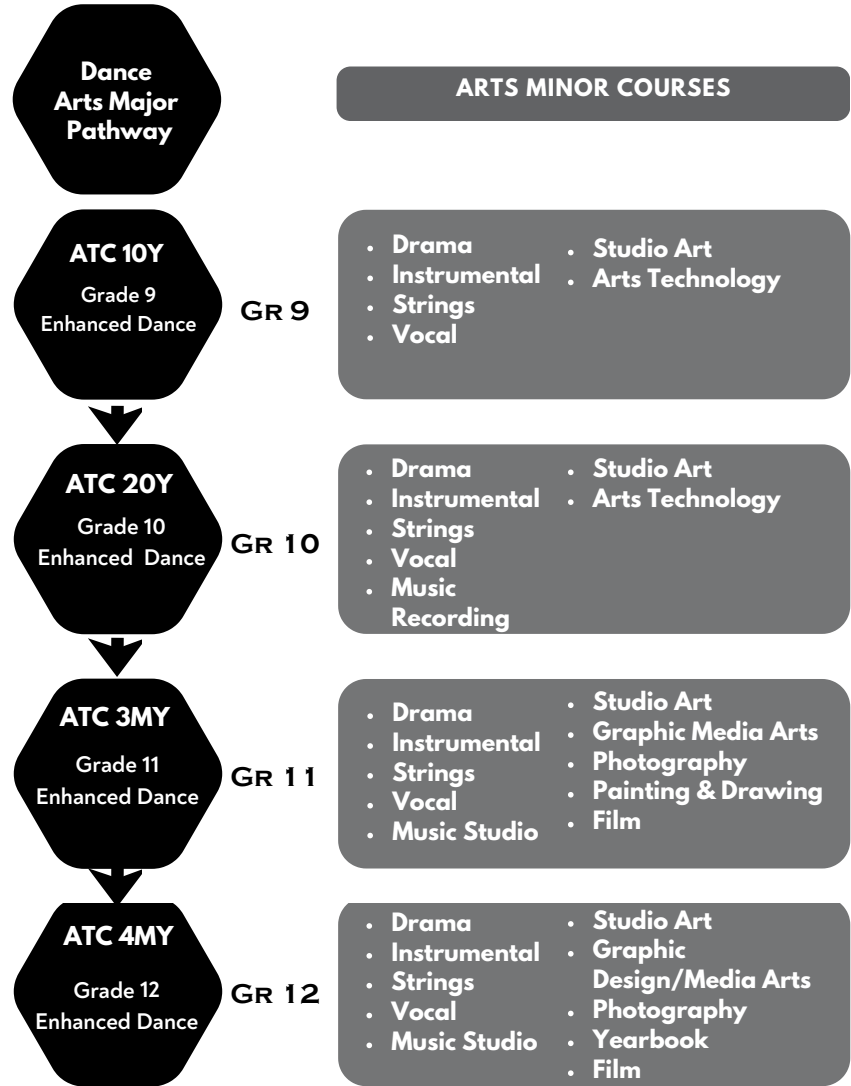 Dance
Arts Major
Pathway
ARTS MINOR COURSES
ATC 10Y
Grade 9
Enhanced Dance
GR 9
• Drama
• Instrumental
• Strings
• Vocal
• Studio Art
• Arts Technology
ATC 20Y
Grade 10
Enhanced Dance
GR 10
• Drama
• Instrumental
• Strings
• Vocal
• Music
Recording
• Studio Art
• Arts Technology
ATC 3MY
Grade 11
Enhanced Dance
GR 11
• Drama
• Instrumental
• Strings
• Vocal
• Music Studio
• Studio Art
• Graphic Media Arts
• Photography
• Painting & Drawing
• Film
ATC 4MY
Grade 12
Enhanced Dance
GR 12
• Drama
• Instrumental
• Strings
• Vocal
• Music Studio
• Studio Art
• Graphic
Design/Media Arts
• Photography
• Yearbook
• Film